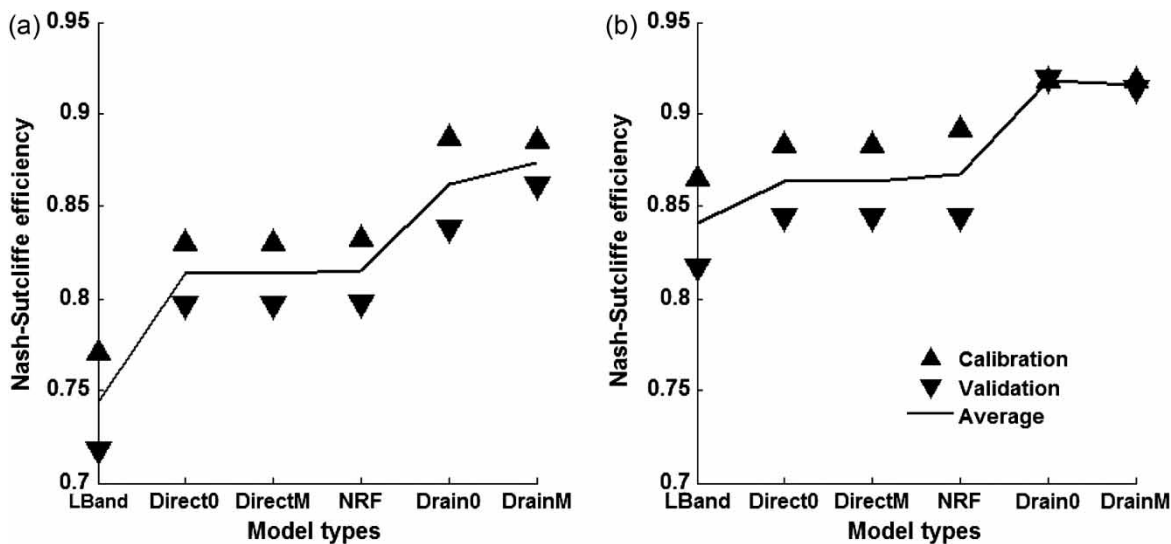 (a)
Nash-Sutcliffe efficiency
0.95
0.9
0.85
0.8
0.75
0.7
LBand Direct0 DirectM NRF Drain0 DrainM
Model types
(b)
Nash-Sutcliffe efficiency
0.95
0.9
0.85
0.8
0.75
0.7
LBand Direct0 DirectM NRF Drain0 DrainM
Model types
Calibration
Validation
Average